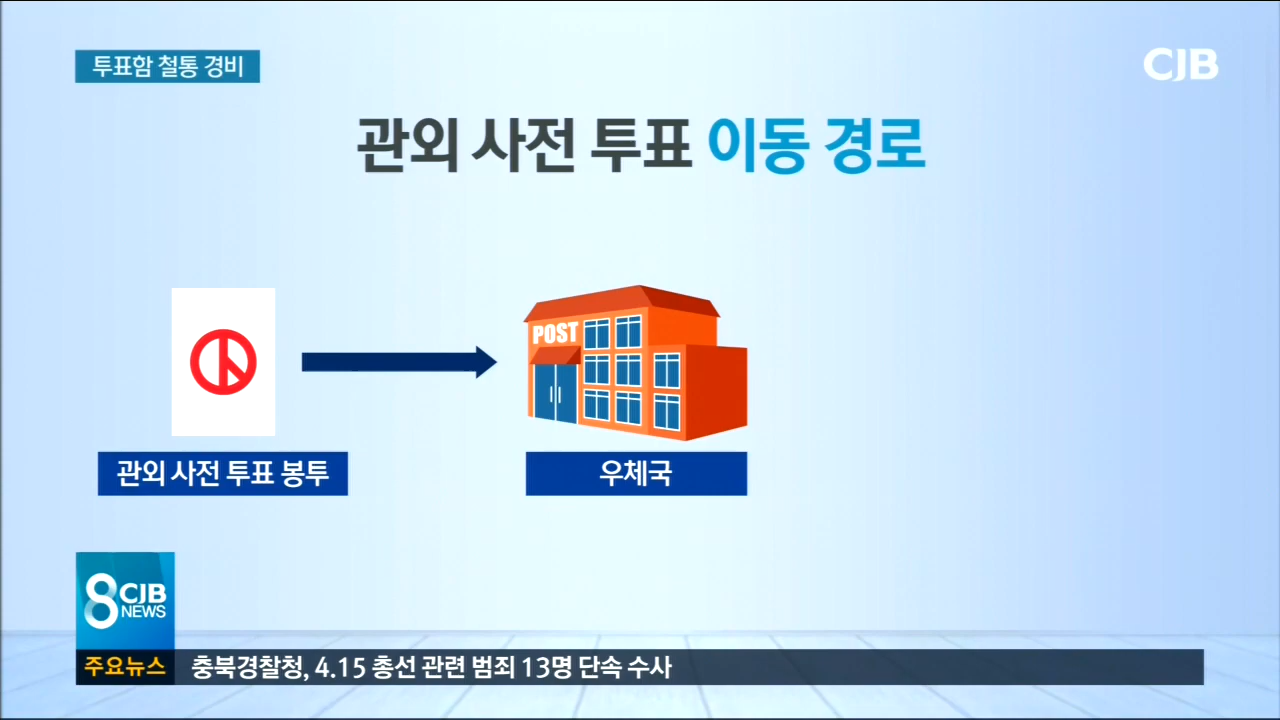 투표함 철통 경비
CJB
관외 사전 투표 이동 경로
POST
관외 사전 투표 봉투
우체국
8 CJB
NEWS
주요뉴스
충북경찰청, 4.15 총선 관련 범죄 13명 단속 수사